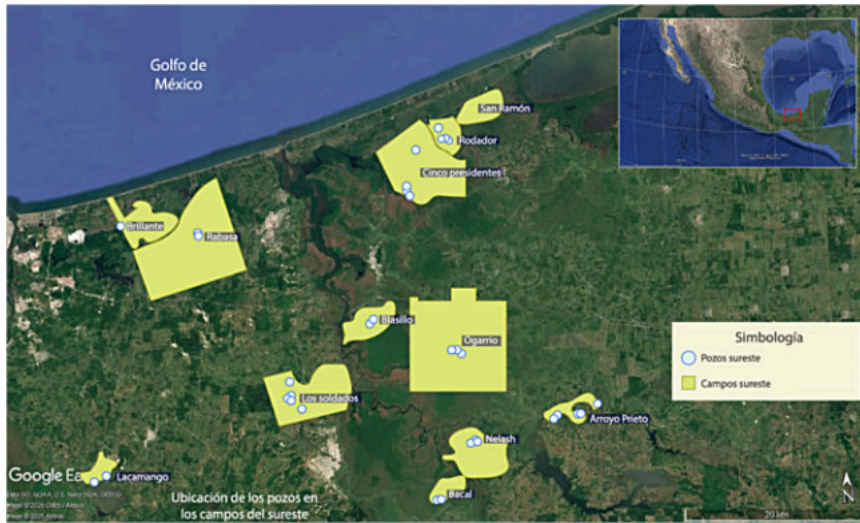 Golfo de
México
San Ramón
Rodador
Cinco presidentes
Brillante
Rabasa
Blasillo
Ogarrio
Simbología
Pozos sureste
Campos sureste
Los soldados
Arroyo Prieto
Nelash
Lacamango
Bacal
Google Ea
Ubicación de los pozos en
los campos del sureste
20 km
N